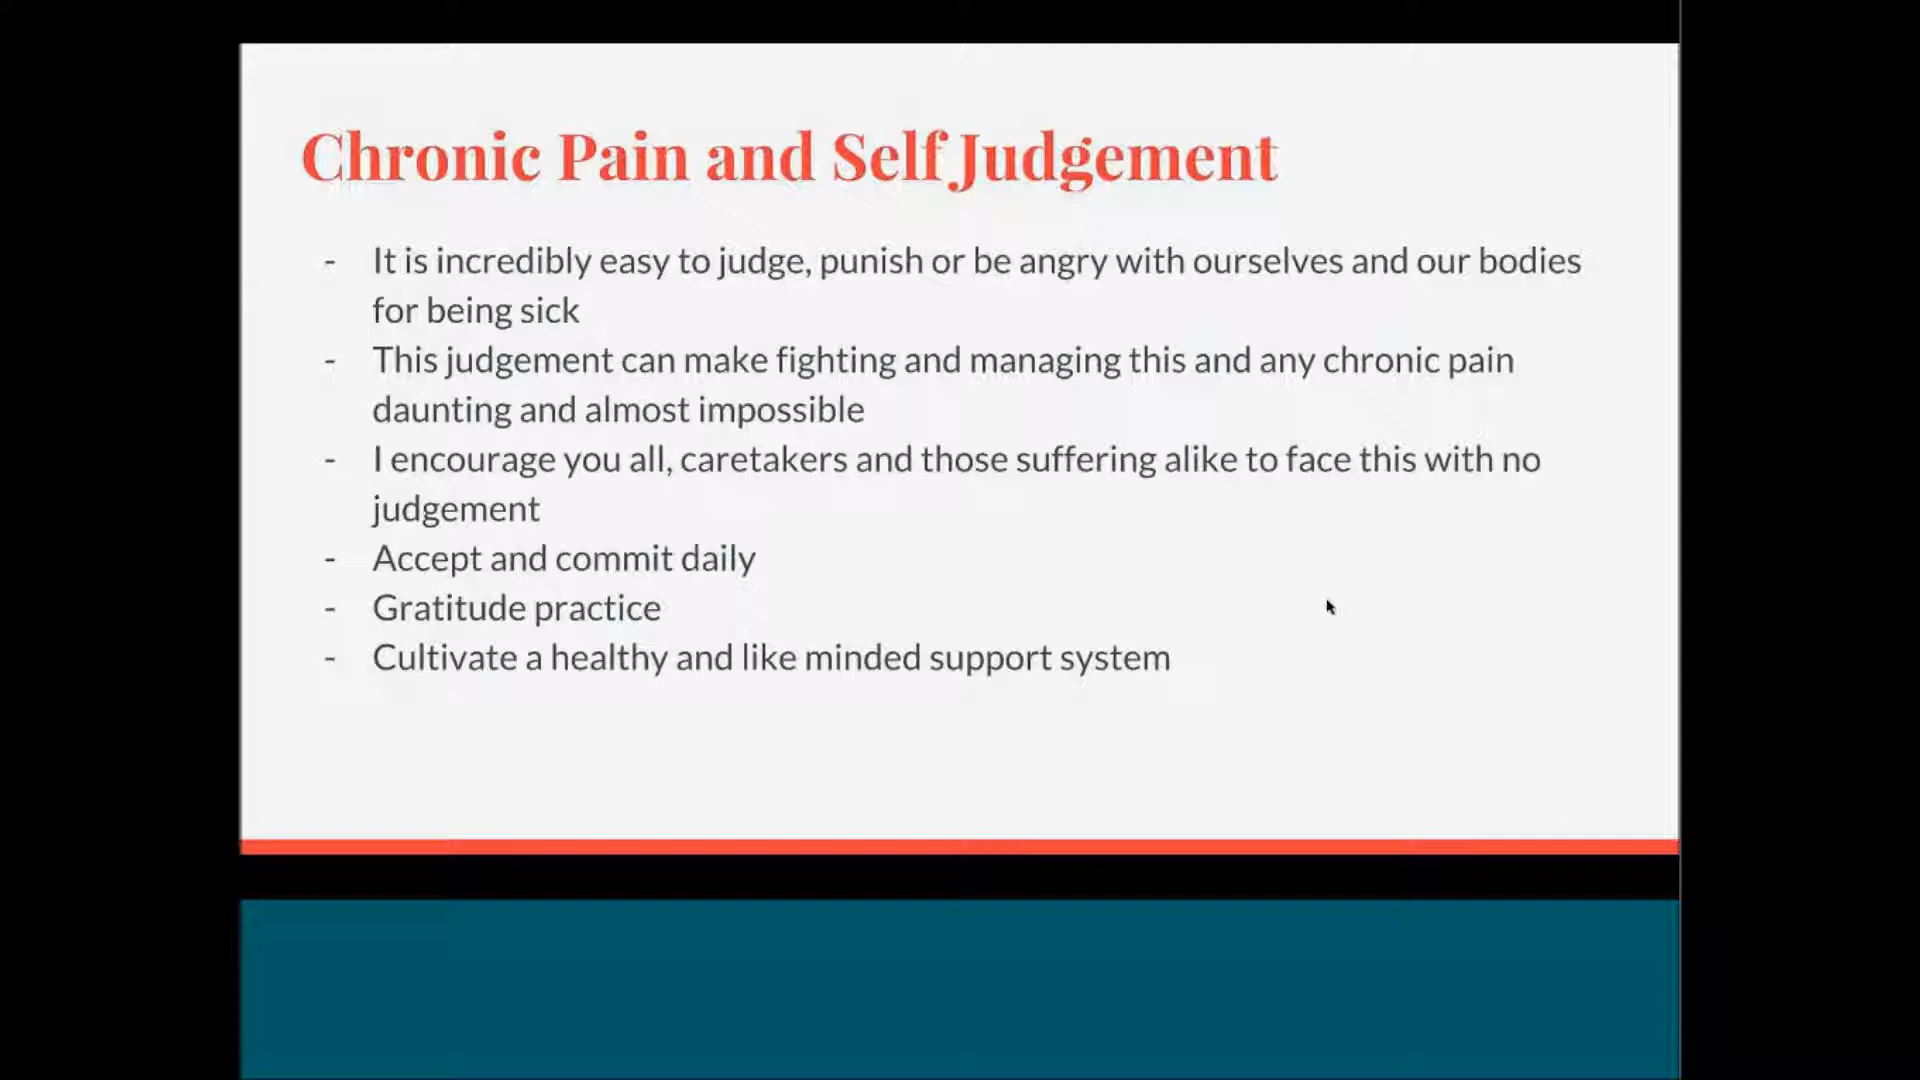 Chronic Pain and Self Judgement
- It is incredibly easy to judge, punish or be angry with ourselves and our bodies
for being sick
- This judgement can make fighting and managing this and any chronic pain
daunting and almost impossible
- I encourage you all, caretakers and those suffering alike to face this with no
judgement
- Accept and commit daily
- Gratitude practice
- Cultivate a healthy and like minded support system